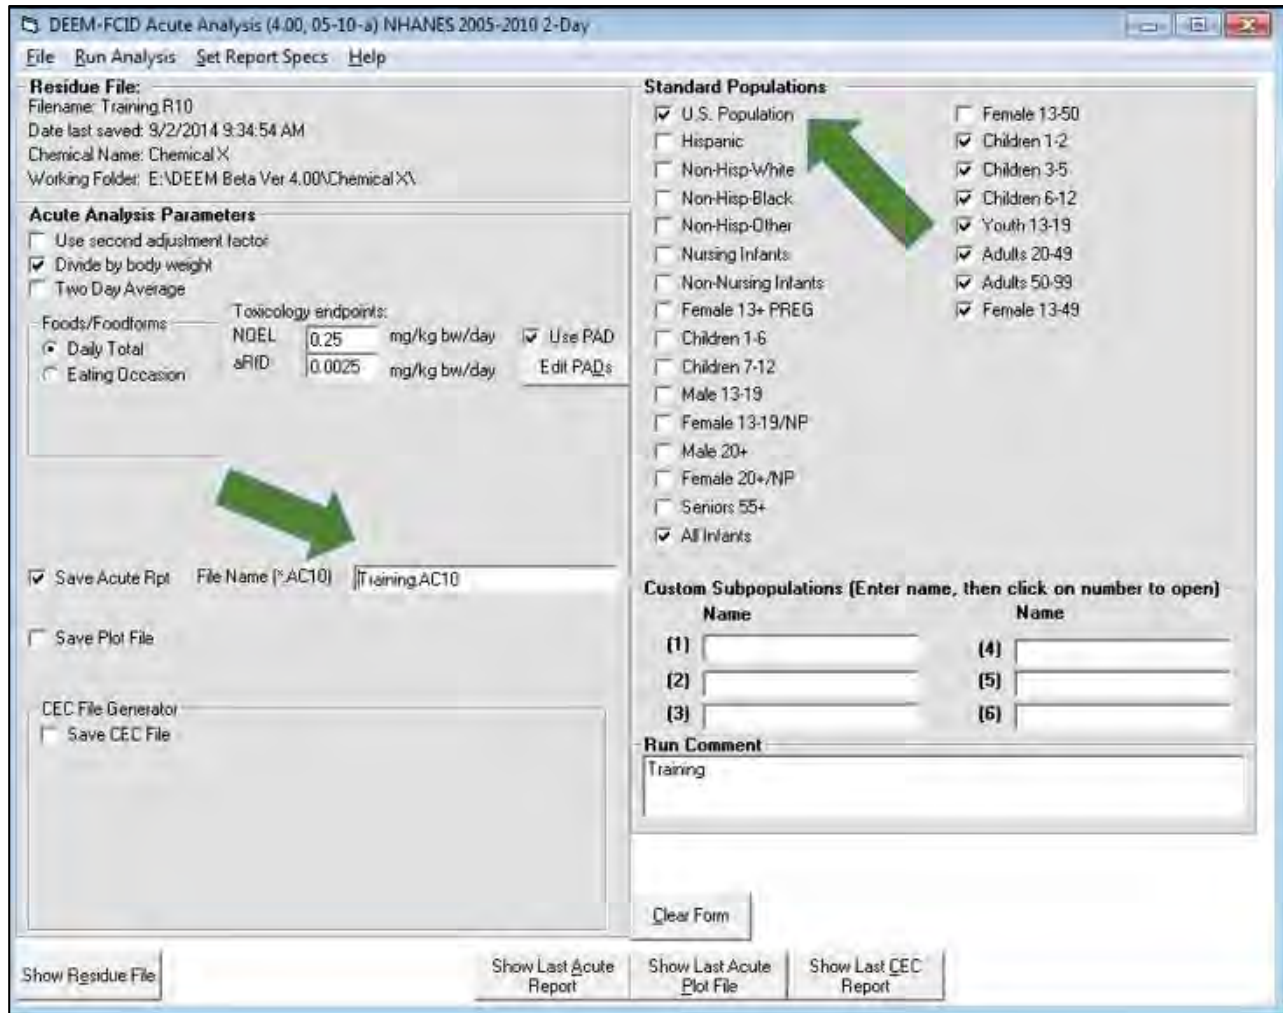 DEEM-FCID Acute Analysis (4.00, 05-10-a) NHANES 2005-2010 2-Day
File Run Analysis Set Report Specs Help
Residue File:
Filename: Training.R10
Date last saved: 9/2/2014 9:34:54 AM
Chemical Name: Chemical X
Working Folder: E:\DEEM Beta Ver 4.00\Chemical X\
Acute Analysis Parameters
Use second adjustment factor
Divide by body weight
Two Day Average
Foods/Foodforms
Daily Total
Eating Occasion
Toxicology endpoints:
NOEL 0.25 mg/kg bw/day Use PAD
aRfD 0.0025 mg/kg bw/day Edit PADs
Save Acute Rpt File Name (*.AC10) Training.AC10
Save Plot File
CEC File Generator
Save CEC File
Standard Populations
U.S. Population
Hispanic
Non-Hisp-White
Non-Hisp-Black
Non-Hisp-Other
Nursing Infants
Non-Nursing Infants
Female 13+ PREG
Children 1-6
Children 7-12
Male 13-19
Female 13-19/NP
Male 20+
Female 20+/NP
Seniors 55+
All Infants
Female 13-50
Children 1-2
Children 3-5
Children 6-12
Youth 13-19
Adults 20-49
Adults 50-99
Female 13-49
Custom Subpopulations (Enter name, then click on number to open)
Name Name
(1) (4)
(2) (5)
(3) (6)
Run Comment
Training
Clear Form
Show Residue File
Show Last Acute
Report
Show Last Acute
Plot File
Show Last CEC
Report